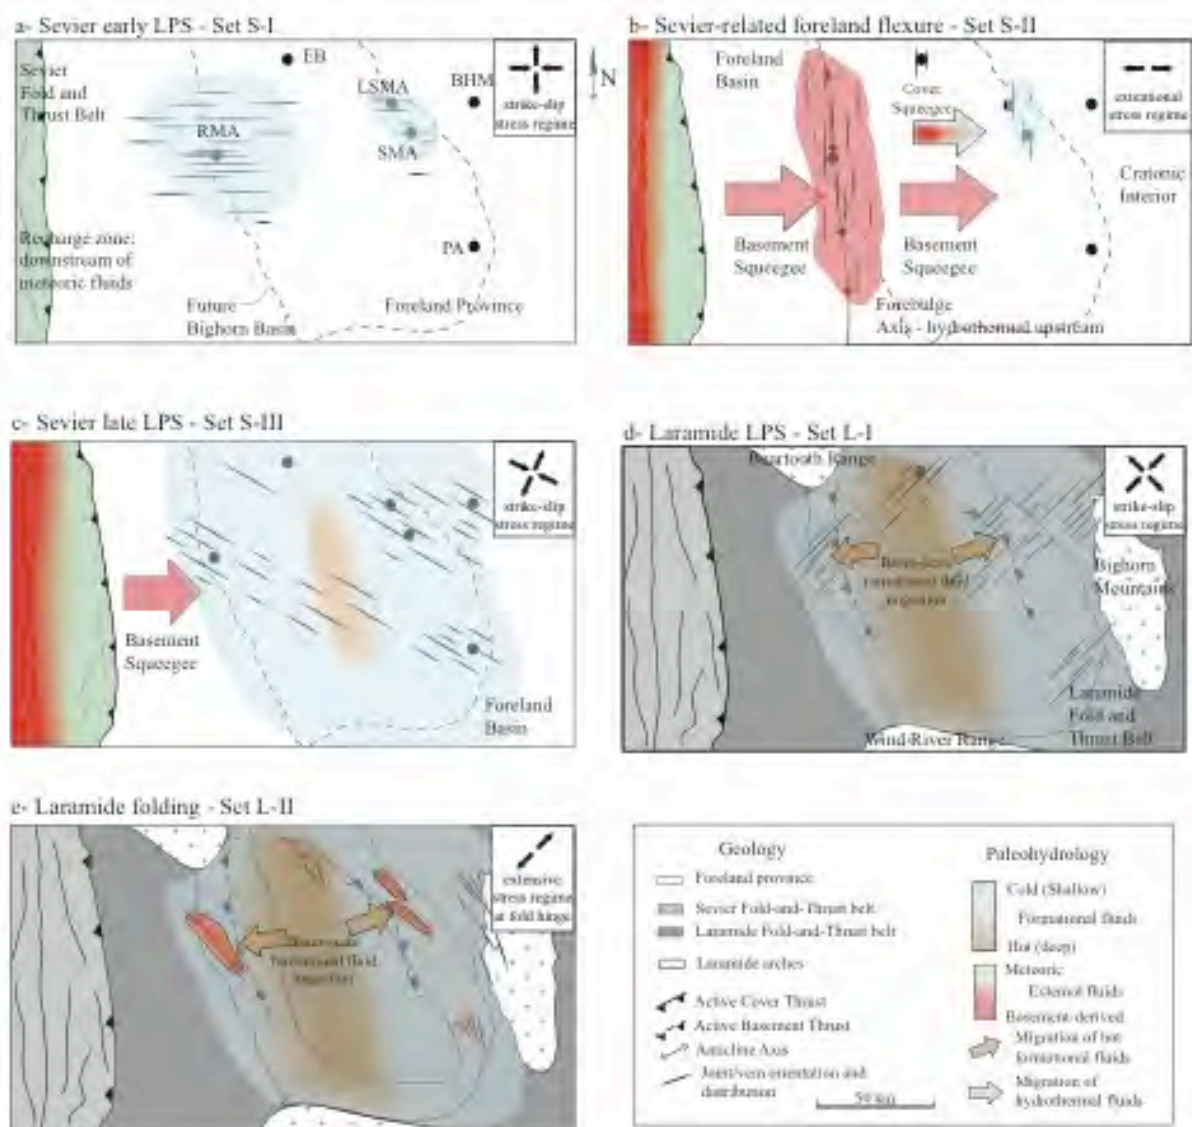 a- Sevier early LPS - Set S-I
Sevier
Fold and
Thrust Belt
EB
LSMA
BHM
RMA
SMA
strike-slip
stress regime
N
Recharge zone:
downstream of
meteoric fluids
PA
Future
Bighorn Basin
Foreland Province
b- Sevier-related foreland flexure - Set S-II
Foreland
Basin
Cover
Squeegee
extentional
stress regime
Cratonic
Interior
Basement
Squeegee
Basement
Squeegee
Forebulge
Axis - hydrothermal upstream
c- Sevier late LPS - Set S-III
strike-slip
stress regime
Basement
Squeegee
Foreland
Basin
d- Laramide LPS - Set L-I
Beartooth Range
strike-slip
stress regime
Bighorn
Mountains
migration
Laramide
Fold and
Thrust Belt
Wind-River Range
e- Laramide folding - Set L-II
extensive
stress regime
at fold hinge
fluid
migration
Geology
Foreland province
Sevier Fold-and-Thrust belt
Laramide Fold-and-Thrust belt
Laramide arches
Active Cover Thrust
Active Basement Thrust
Anticline Axis
Joint/vein orientation and
distribution
50 km
Paleohydrology
Cold (Shallow)
Formational fluids
Hot (deep)
Meteoric
External fluids
Basement-derived
Migration of hot
formational fluids
Migration of
hydrothermal fluids